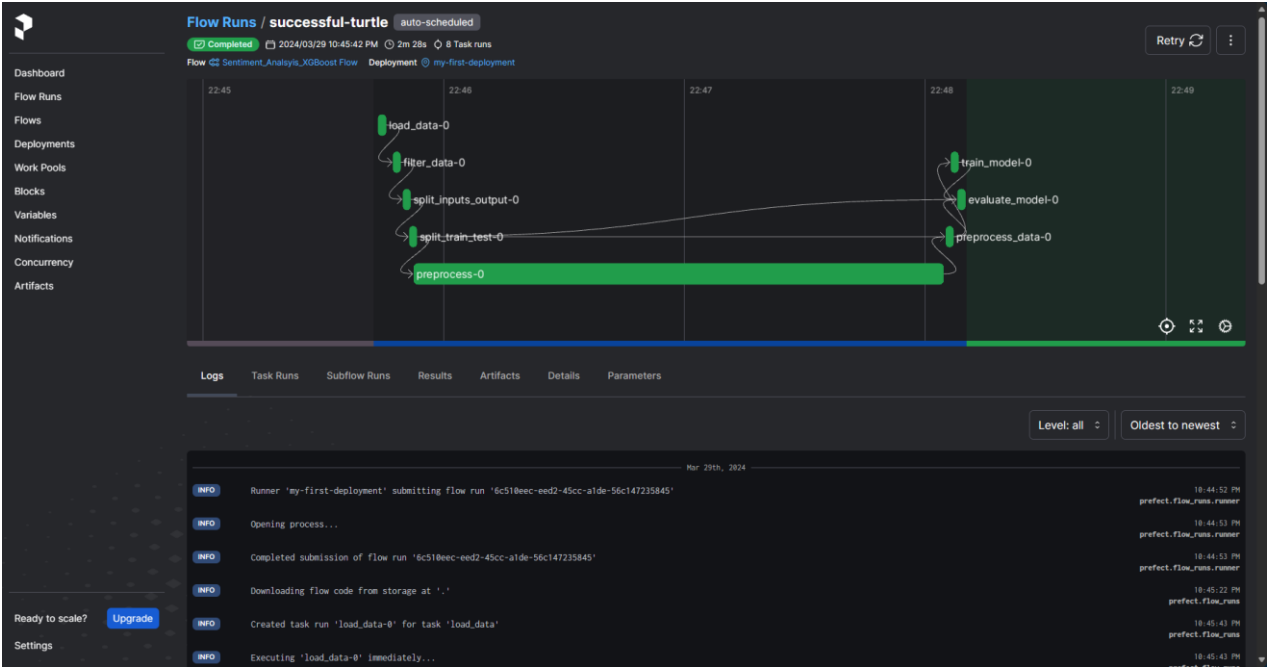 Flow Runs / successful-turtle auto-scheduled
Completed 2024/03/29 10:45:42 PM 2m 28s 8 Task runs
Flow Sentiment_Analsyis_XGBoost Flow Deployment my-first-deployment
Retry
Dashboard
Flow Runs
Flows
Deployments
Work Pools
Blocks
Variables
Notifications
Concurrency
Artifacts
Ready to scale? Upgrade
Settings
22:45 22:46 22:47 22:48 22:49
load_data-0
filter_data-0 train_model-0
split_inputs_output-0 evaluate_model-0
split_train_test-0 preprocess_data-0
preprocess-0
Logs Task Runs Subflow Runs Results Artifacts Details Parameters
Level: all Oldest to newest
Mar 29th, 2024
INFO Runner 'my-first-deployment' submitting flow run '6c510eec-eed2-45cc-a1de-56c147235845' 10:44:52 PM
prefect.flow_runs.runner
INFO Opening process... 10:44:53 PM
prefect.flow_runs.runner
INFO Completed submission of flow run '6c510eec-eed2-45cc-a1de-56c147235845' 10:44:53 PM
prefect.flow_runs.runner
INFO Downloading flow code from storage at '.' 10:45:22 PM
prefect.flow_runs
INFO Created task run 'load_data-0' for task 'load_data' 10:45:43 PM
prefect.flow_runs
INFO Executing 'load_data-0' immediately... 10:45:43 PM